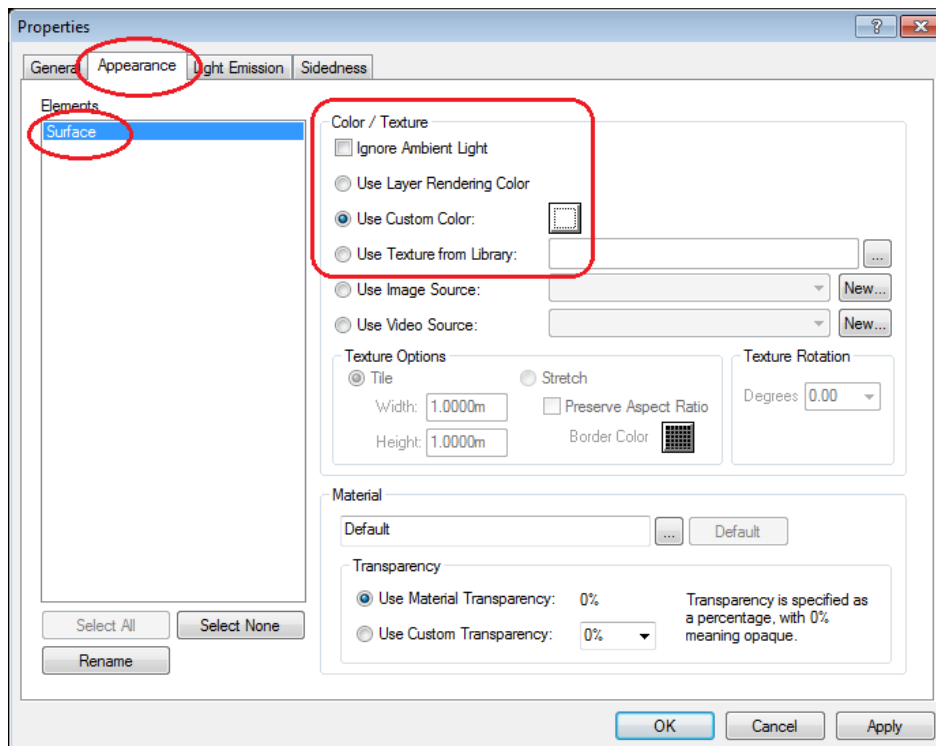 Properties
General Appearance Light Emission Sidedness
Elements
Surface
Color / Texture
Ignore Ambient Light
Use Layer Rendering Color
Use Custom Color:
Use Texture from Library: ...
Use Image Source: New...
Use Video Source: New...
Texture Options
Tile Stretch
Width: 1.0000m Preserve Aspect Ratio
Height: 1.0000m Border Color
Texture Rotation
Degrees 0.00
Material
Default ... Default
Transparency
Use Material Transparency: 0%
Use Custom Transparency: 0%
Transparency is specified as
a percentage, with 0%
meaning opaque.
Select All Select None
Rename
OK Cancel Apply